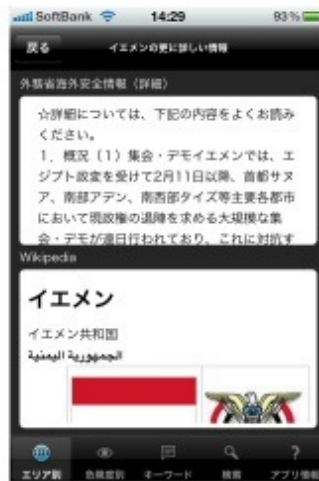 SoftBank 14:29 93%
戻る イエメンの更に詳しい情報
外務省海外安全情報（詳細）
☆詳細については、下記の内容をよくお読み
ください。
1．概況（1）集会・デモイエメンでは、エ
ジプト政変を受けて2月11日以降、首都サヌ
ア、南部アデン、南西部タイズ等主要各都市
において現政権の退陣を求める大規模な集
会・デモが連日行われており、これに対抗す
Wikipedia
イエメン
イエメン共和国
الجمهورية اليمنية
エリア別 危険度別 キーワード 検索 アプリ情報